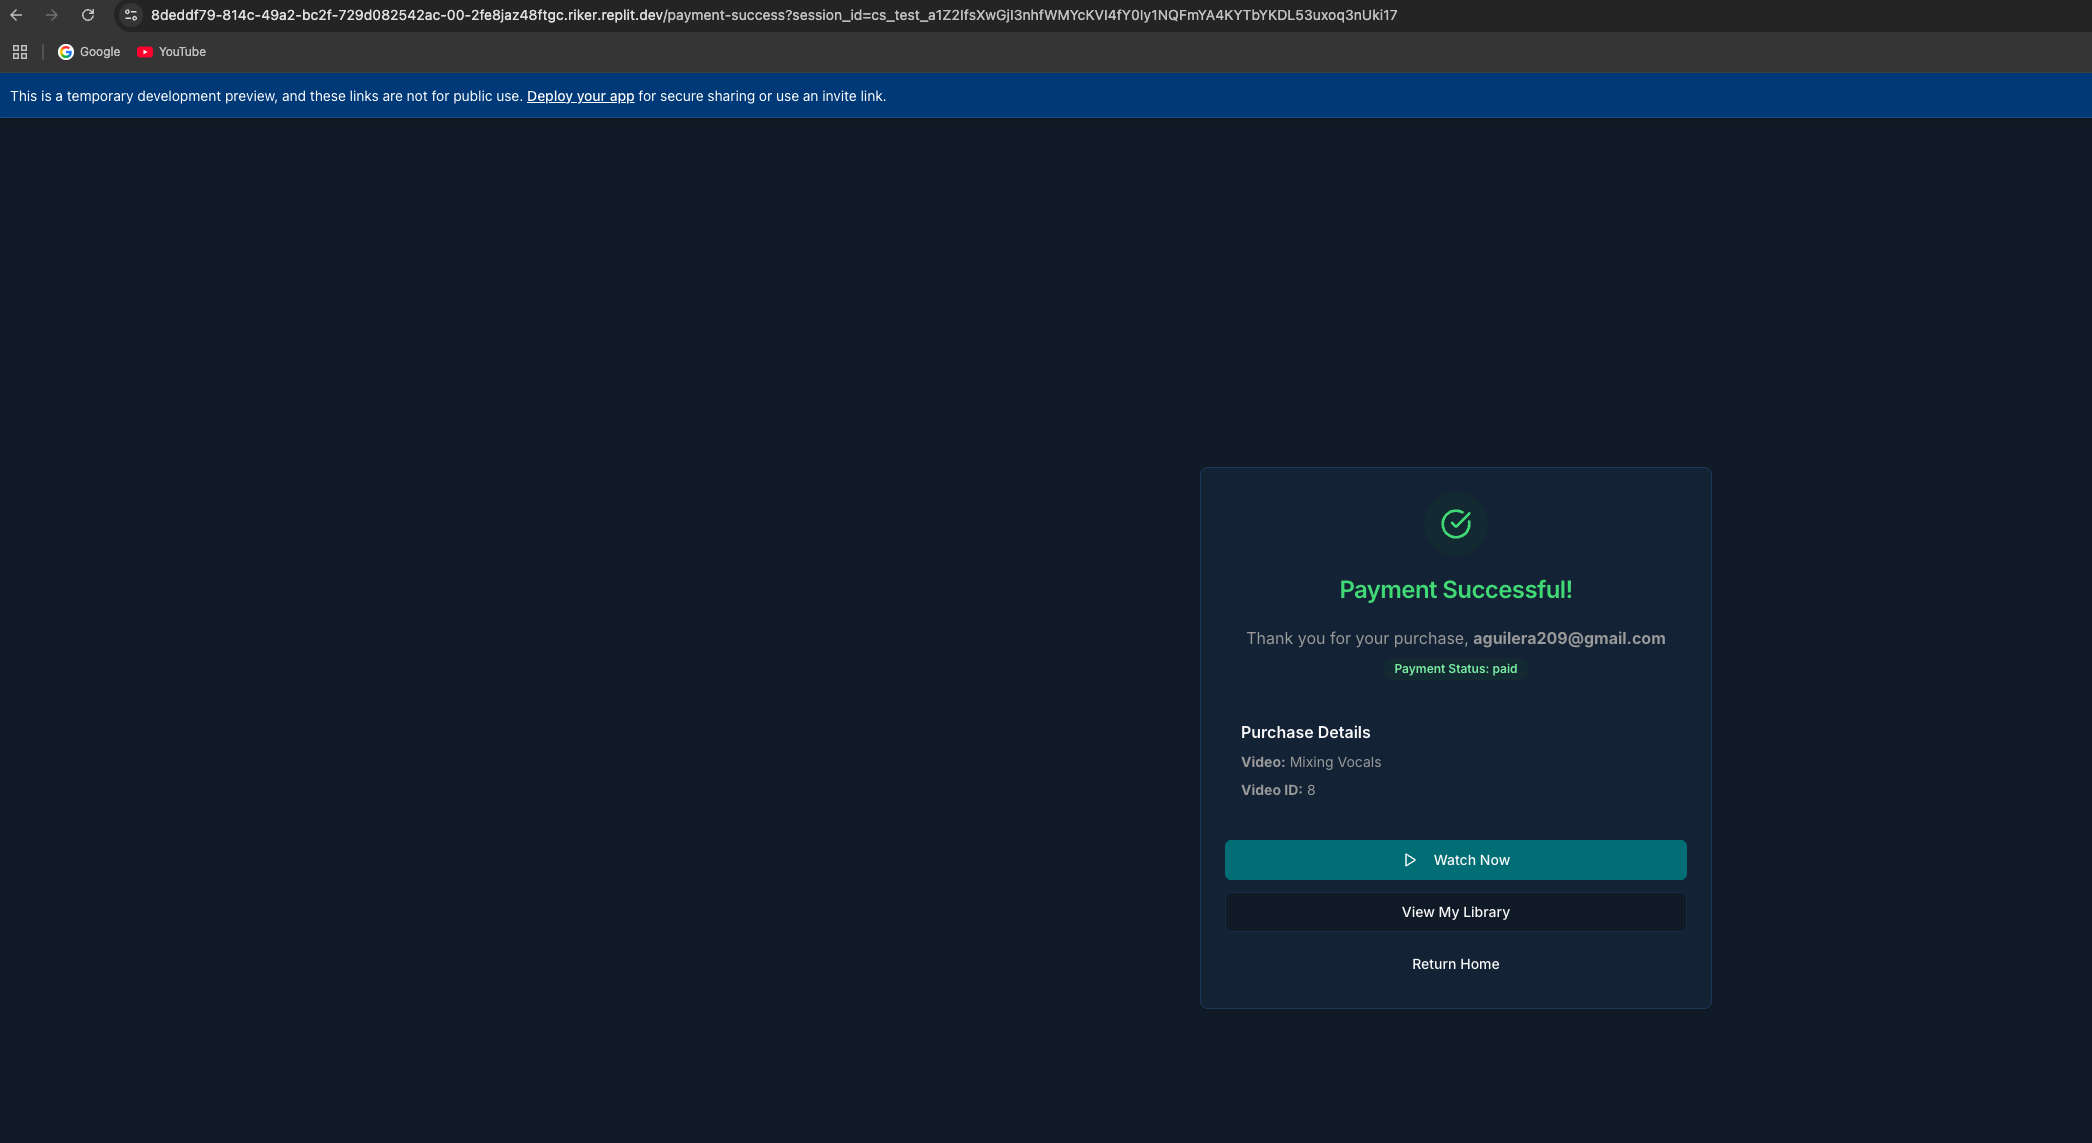 8deddf79-814c-49a2-bc2f-729d082542ac-00-2fe8jaz48ftgc.riker.replit.dev/payment-success?session_id=cs_test_a1Z2IfsXwGjI3nhfWMYcKVI4fY0Iy1NQFmYA4KYTbYKDL53uxoq3nUki17
Google YouTube
This is a temporary development preview, and these links are not for public use. Deploy your app for secure sharing or use an invite link.
Payment Successful!
Thank you for your purchase, aguilera209@gmail.com
Payment Status: paid
Purchase Details
Video: Mixing Vocals
Video ID: 8
Watch Now
View My Library
Return Home